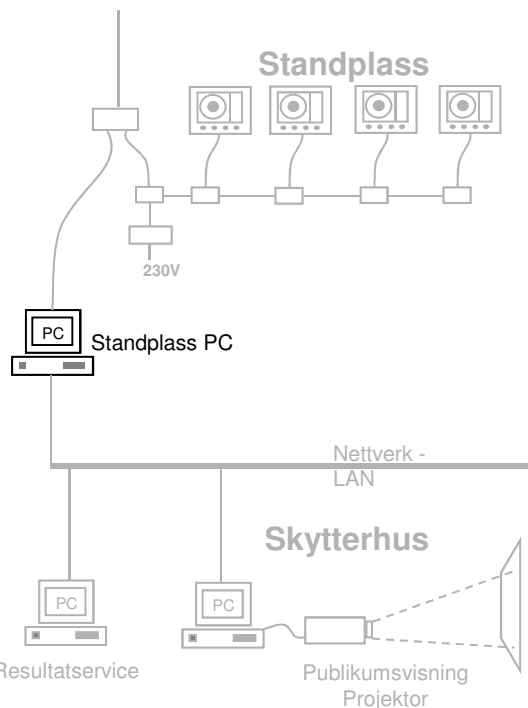 Standplass
230V
PC
Standplass PC
Nettverk -
LAN
Skytterhus
PC
PC
Resultatservice
Publikumsvisning
Projektor